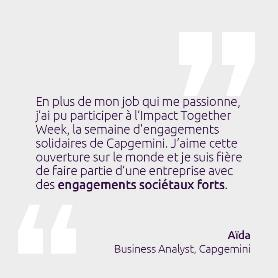 En plus de mon job qui me passionne,
j'ai pu participer à l'Impact Together
Week, la semaine d'engagements
solidaires de Capgemini. J'aime cette
ouverture sur le monde et je suis fière
de faire partie d'une entreprise avec
des engagements sociétaux forts.
Aïda
Business Analyst, Capgemini